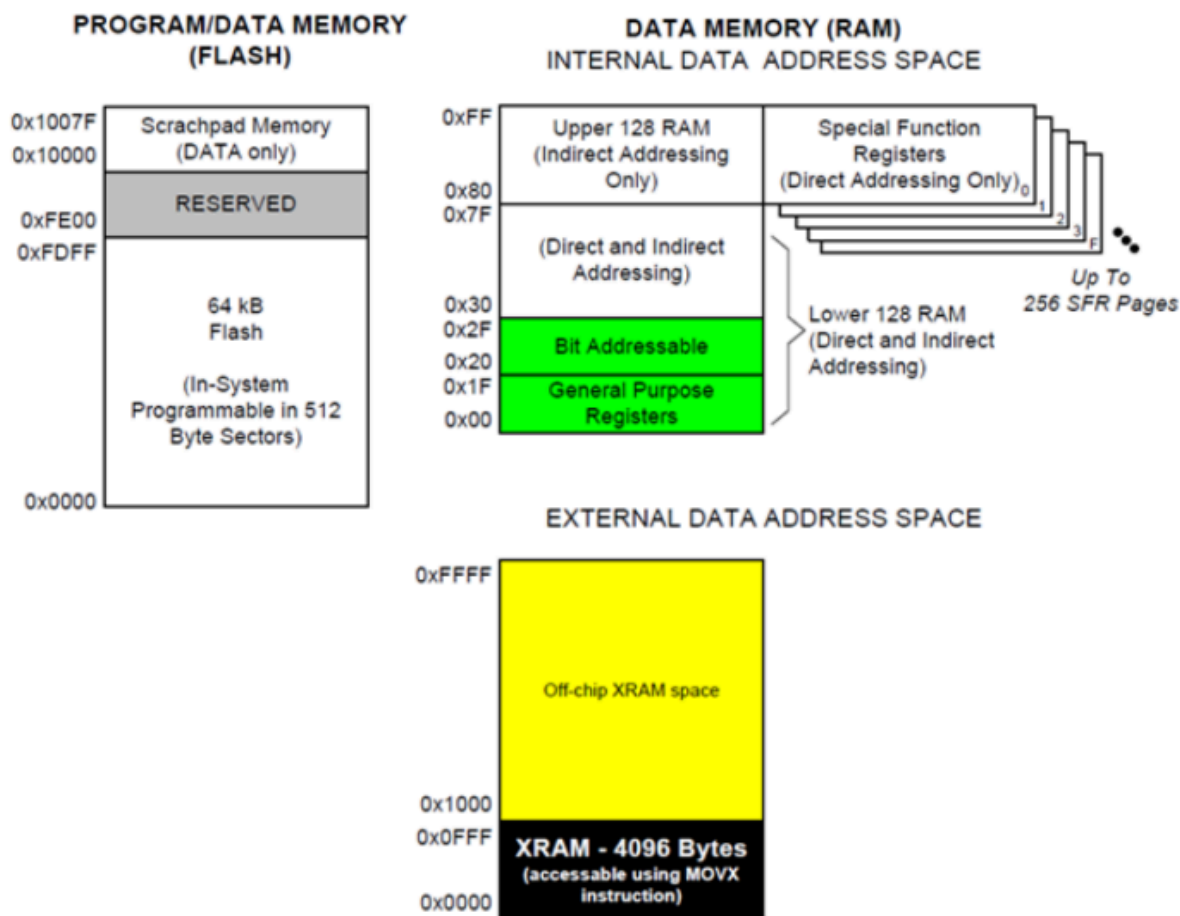 PROGRAM/DATA MEMORY
(FLASH)
0x1007F
Scrachpad Memory
0x10000
(DATA only)
RESERVED
0xFE00
0xFDFF
64 kB
Flash
(In-System
Programmable in 512
Byte Sectors)
0x0000
DATA MEMORY (RAM)
INTERNAL DATA ADDRESS SPACE
0xFF
Upper 128 RAM
(Indirect Addressing
Only)
0x80
Special Function
Registers
(Direct Addressing Only)
0
1
2
3
F
Up To
256 SFR Pages
0x7F
(Direct and Indirect
Addressing)
0x30
0x2F
Bit Addressable
0x20
0x1F
General Purpose
Registers
0x00
Lower 128 RAM
(Direct and Indirect
Addressing)
EXTERNAL DATA ADDRESS SPACE
0xFFFF
Off-chip XRAM space
0x1000
0x0FFF
XRAM - 4096 Bytes
(accessable using MOVX
instruction)
0x0000